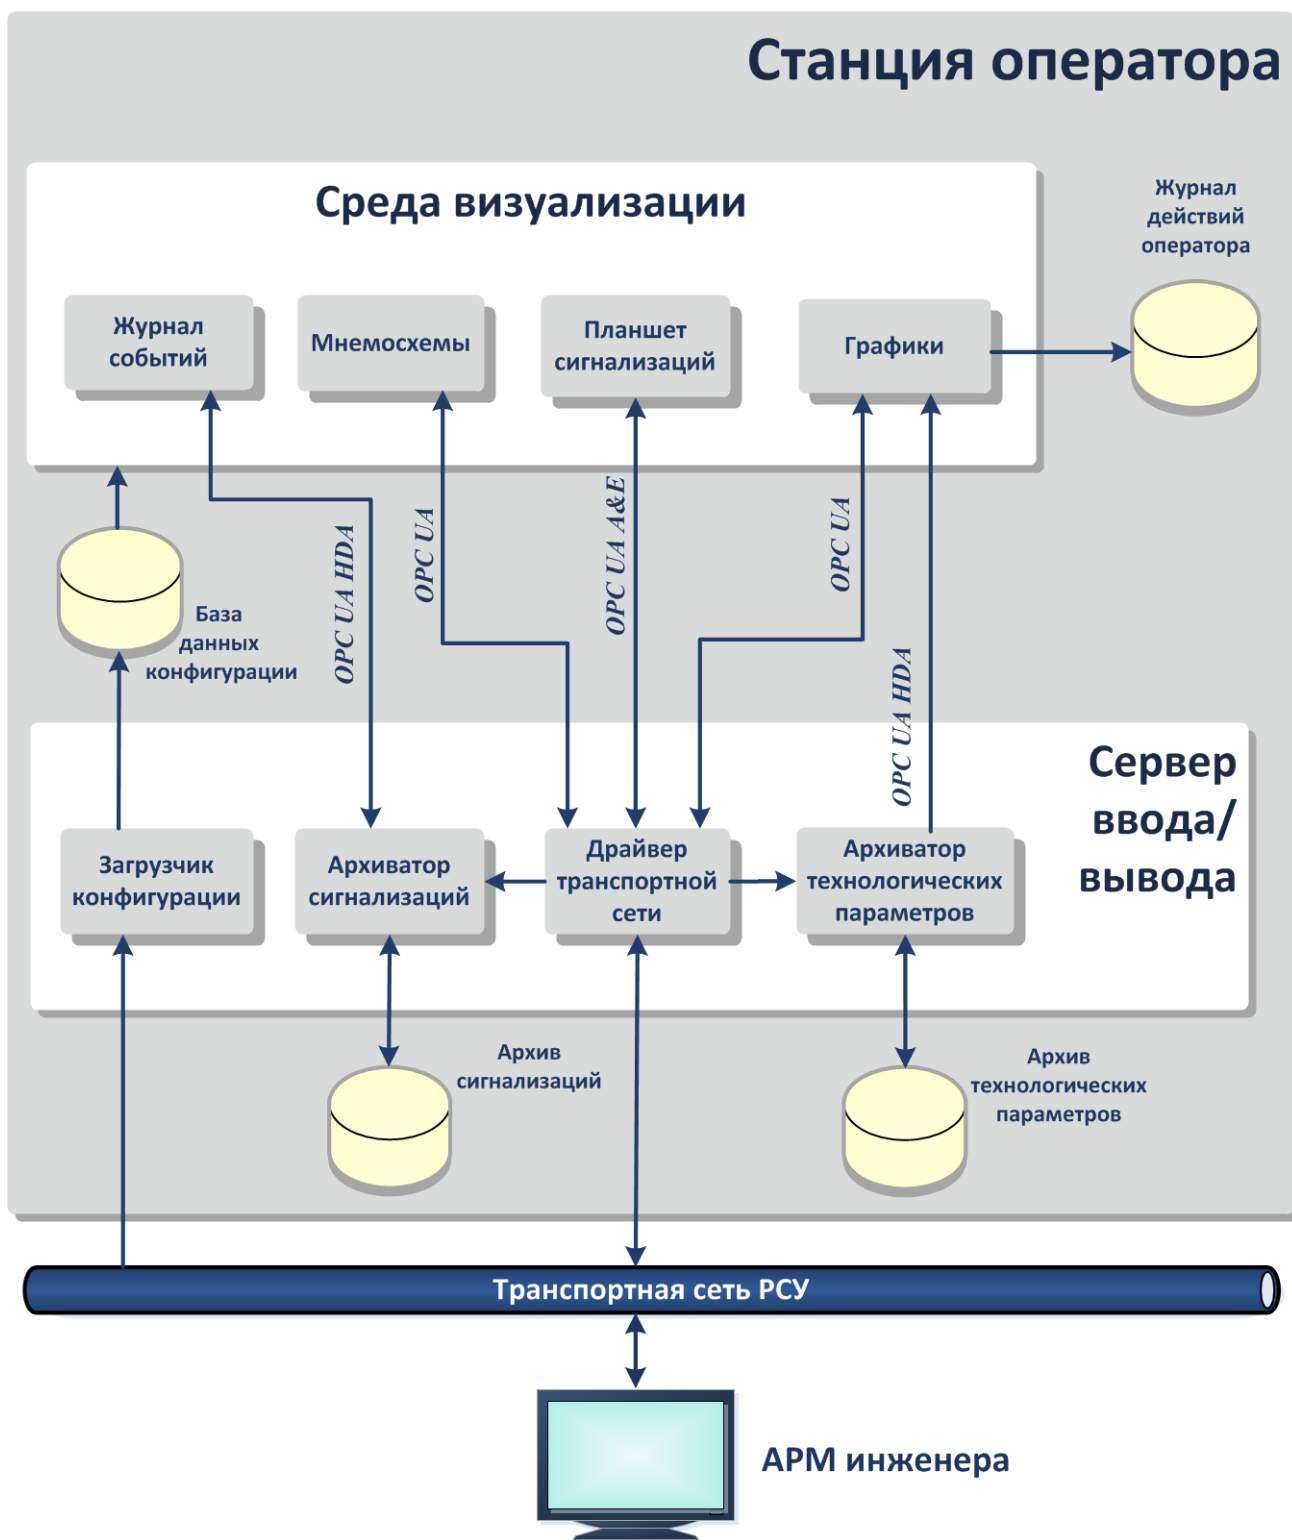 Станция оператора
Среда визуализации
Журнал
действий
оператора
Журнал
событий
Мнемосхемы
Планшет
сигнализаций
Графики
OPC UA HDA
OPC UA
OPC UA A&E
OPC UA
OPC UA HDA
База
данных
конфигурации
Сервер
ввода/
вывода
Загрузчик
конфигурации
Архиватор
сигнализаций
Драйвер
транспортной
сети
Архиватор
технологических
параметров
Архив
сигнализаций
Архив
технологических
параметров
Транспортная сеть РСУ
АРМ инженера